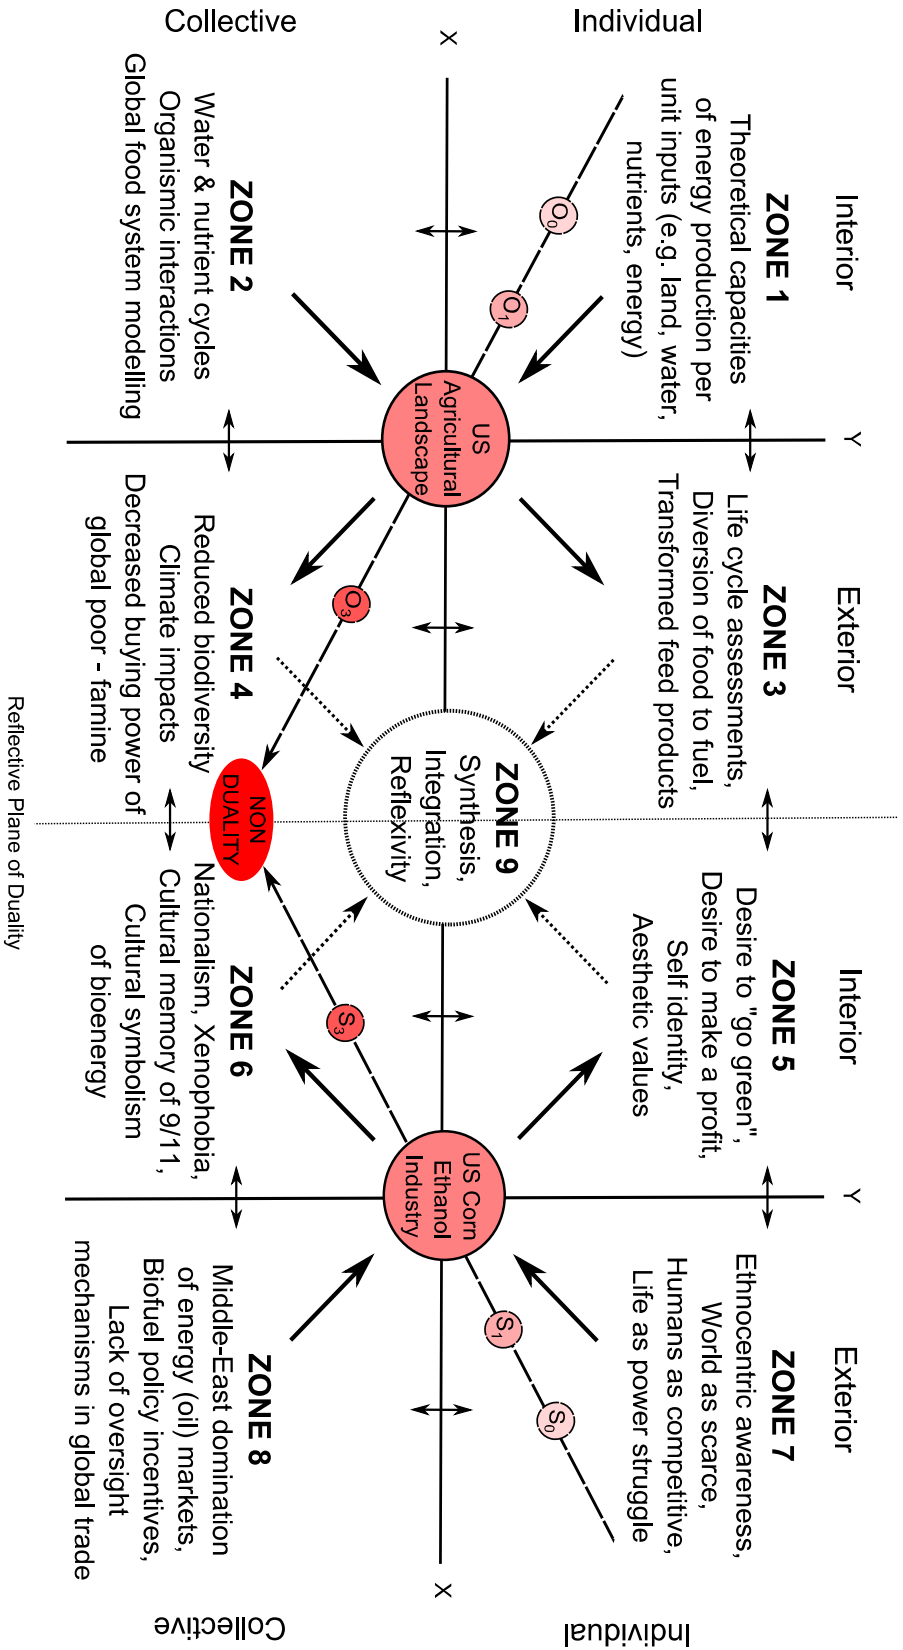 Interior
Exterior
Interior
Exterior
Individual
Collective
Individual
Collective
X
Y
Y
X
ZONE 1
Theoretical capacities
of energy production per
unit inputs (e.g. land, water,
nutrients, energy)
ZONE 3
Life cycle assessments,
Diversion of food to fuel,
Transformed feed products
ZONE 5
Desire to "go green",
Desire to make a profit,
Self identity,
Aesthetic values
ZONE 7
Ethnocentric awareness,
World as scarce,
Humans as competitive,
Life as power struggle
O0
O1
US
Agricultural
Landscape
ZONE 9
Synthesis,
Integration,
Reflexivity
US Corn
Ethanol
Industry
S1
S0
O3
S3
NON
DUALITY
ZONE 2
Water & nutrient cycles
Organismic interactions
Global food system modelling
ZONE 4
Reduced biodiversity
Climate impacts
Decreased buying power of
global poor - famine
ZONE 6
Nationalism, Xenophobia,
Cultural memory of 9/11,
Cultural symbolism
of bioenergy
ZONE 8
Middle-East domination
of energy (oil) markets,
Biofuel policy incentives,
Lack of oversight
mechanisms in global trade
Reflective Plane of Duality